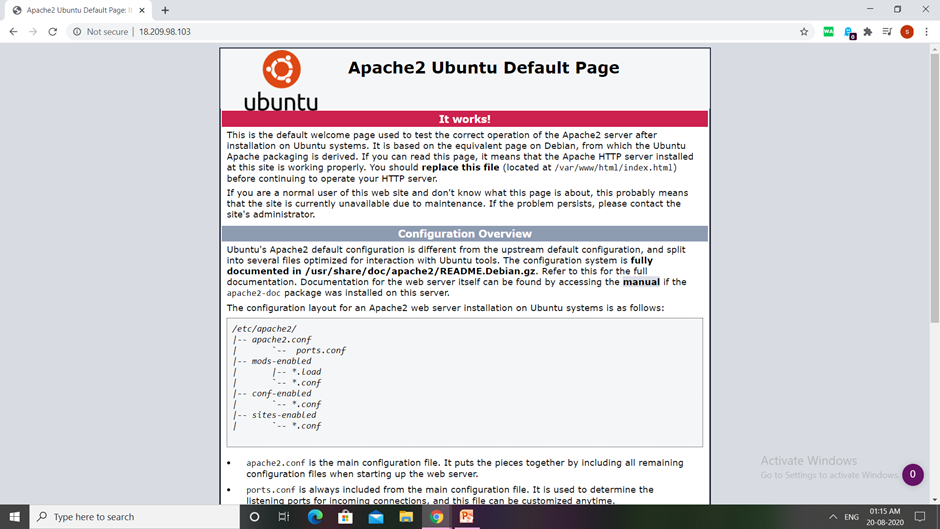 Apache2 Ubuntu Default Page: It
Not secure | 18.209.98.103
WA
0
S
ubuntu
Apache2 Ubuntu Default Page
It works!
This is the default welcome page used to test the correct operation of the Apache2 server after
installation on Ubuntu systems. It is based on the equivalent page on Debian, from which the Ubuntu
Apache packaging is derived. If you can read this page, it means that the Apache HTTP server installed
at this site is working properly. You should replace this file (located at /var/www/html/index.html)
before continuing to operate your HTTP server.
If you are a normal user of this web site and don't know what this page is about, this probably means
that the site is currently unavailable due to maintenance. If the problem persists, please contact the
site's administrator.
Configuration Overview
Ubuntu's Apache2 default configuration is different from the upstream default configuration, and split
into several files optimized for interaction with Ubuntu tools. The configuration system is fully
documented in /usr/share/doc/apache2/README.Debian.gz. Refer to this for the full
documentation. Documentation for the web server itself can be found by accessing the manual if the
apache2-doc package was installed on this server.
The configuration layout for an Apache2 web server installation on Ubuntu systems is as follows:
/etc/apache2/
|-- apache2.conf
|       `--  ports.conf
|-- mods-enabled
|       |-- *.load
|       `-- *.conf
|-- conf-enabled
|       `-- *.conf
|-- sites-enabled
|       `-- *.conf
• apache2.conf is the main configuration file. It puts the pieces together by including all remaining
configuration files when starting up the web server.
• ports.conf is always included from the main configuration file. It is used to determine the
listening ports for incoming connections, and this file can be customized anytime.
Activate Windows
Go to Settings to activate Windows.
0
Type here to search
ENG
01:15 AM
20-08-2020